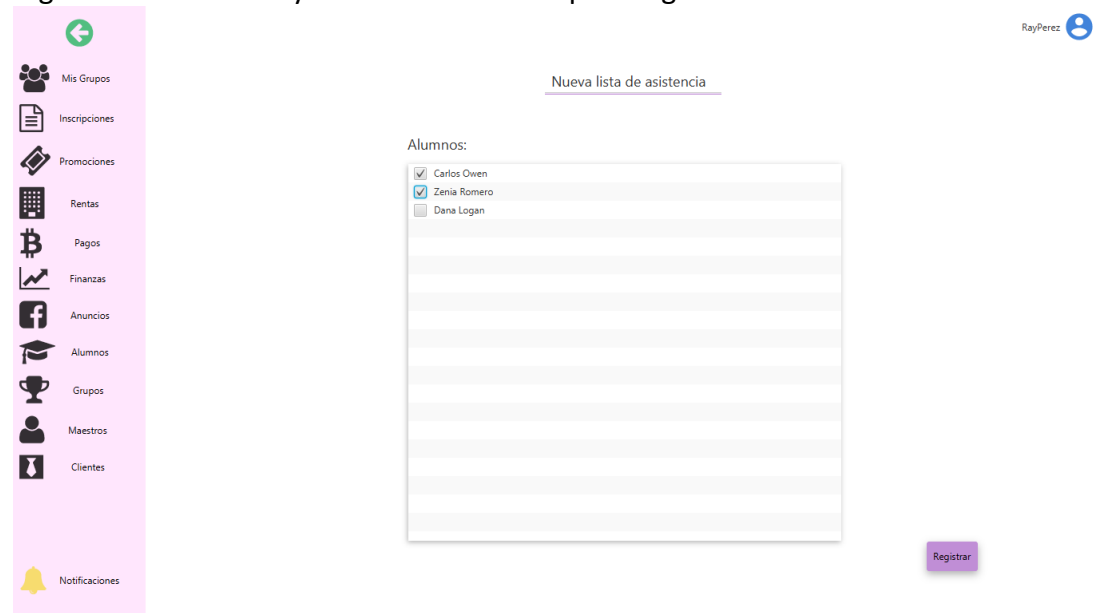 RayPerez
Mis Grupos
Inscripciones
Promociones
Rentas
Pagos
Finanzas
Anuncios
Alumnos
Grupos
Maestros
Clientes
Notificaciones
Nueva lista de asistencia
Alumnos:
Carlos Owen
Zenia Romero
Dana Logan
Registrar